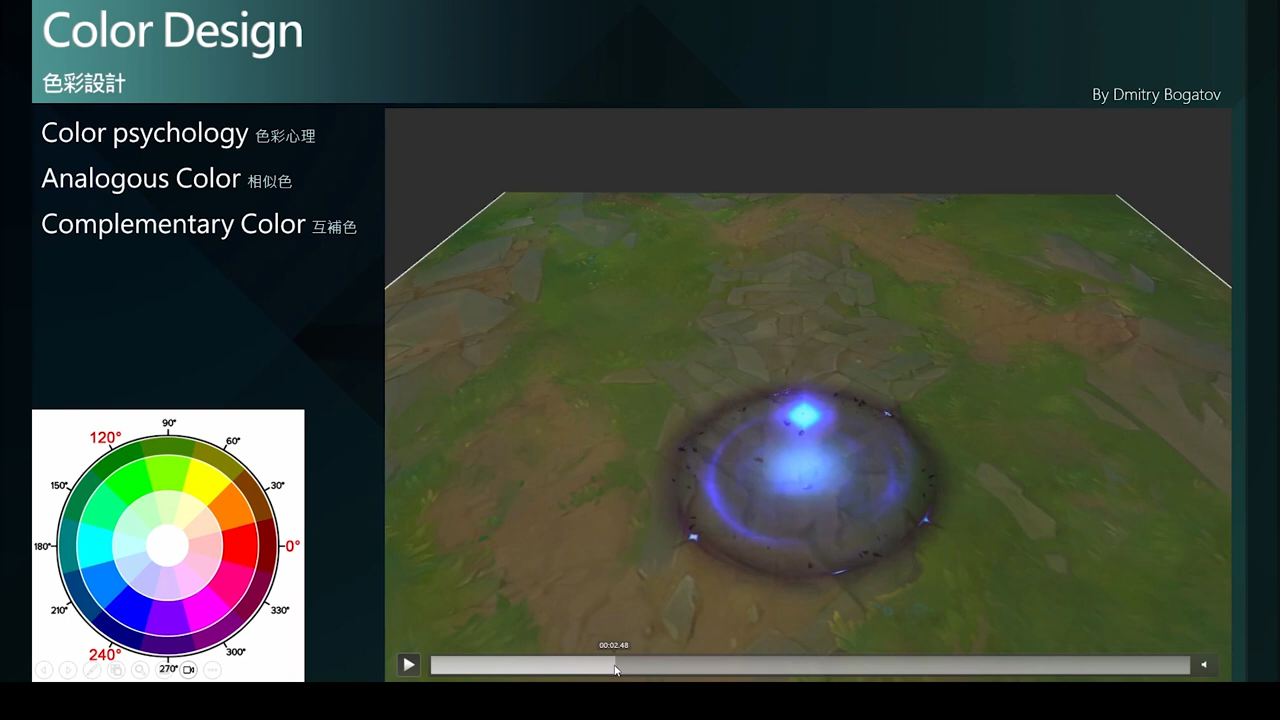 Color Design
色彩設計
By Dmitry Bogatov
Color psychology 色彩心理
Analogous Color 相似色
Complementary Color 互補色
90°
120°
60°
150°
30°
180°
0°
210°
330°
240°
300°
270°
00:02.48